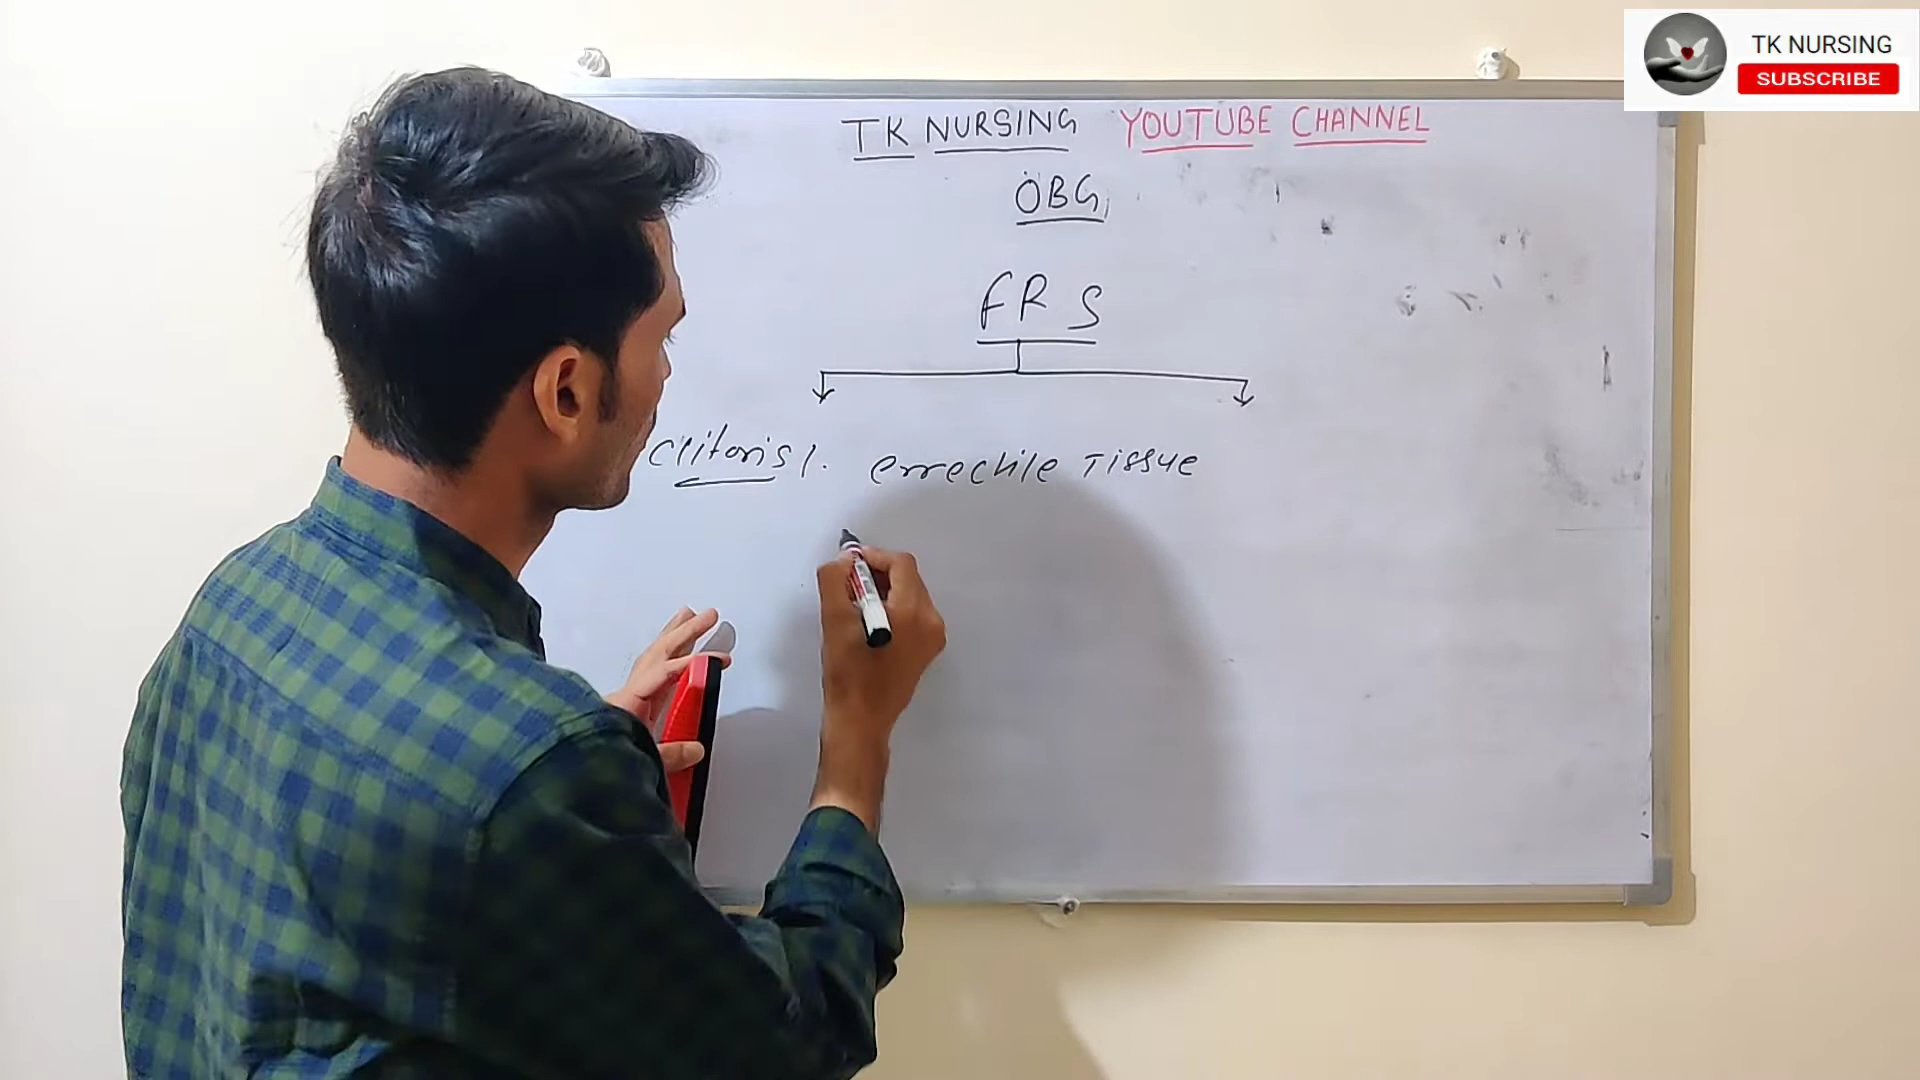 TK NURSING
SUBSCRIBE
TK NURSING YOUTUBE CHANNEL
OBG
FRS
Clitoris 1. errectile Tissue